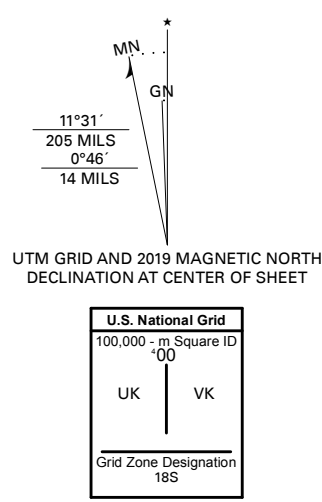 ★
MN
GN
11°31´
205 MILS
0°46´
14 MILS
UTM GRID AND 2019 MAGNETIC NORTH
DECLINATION AT CENTER OF SHEET
U.S. National Grid
100,000 - m Square ID
⁴00
UK VK
Grid Zone Designation
18S